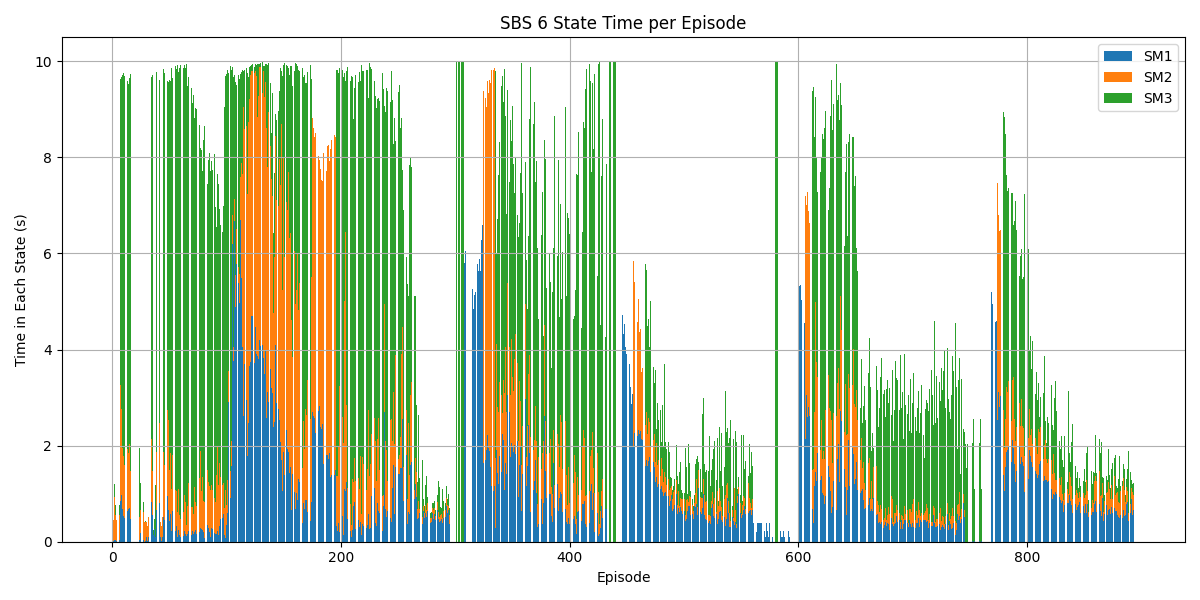 SBS 6 State Time per Episode
SM1
SM2
SM3
Time in Each State (s)
10
8
6
4
2
0
0 200 400 600 800
Episode